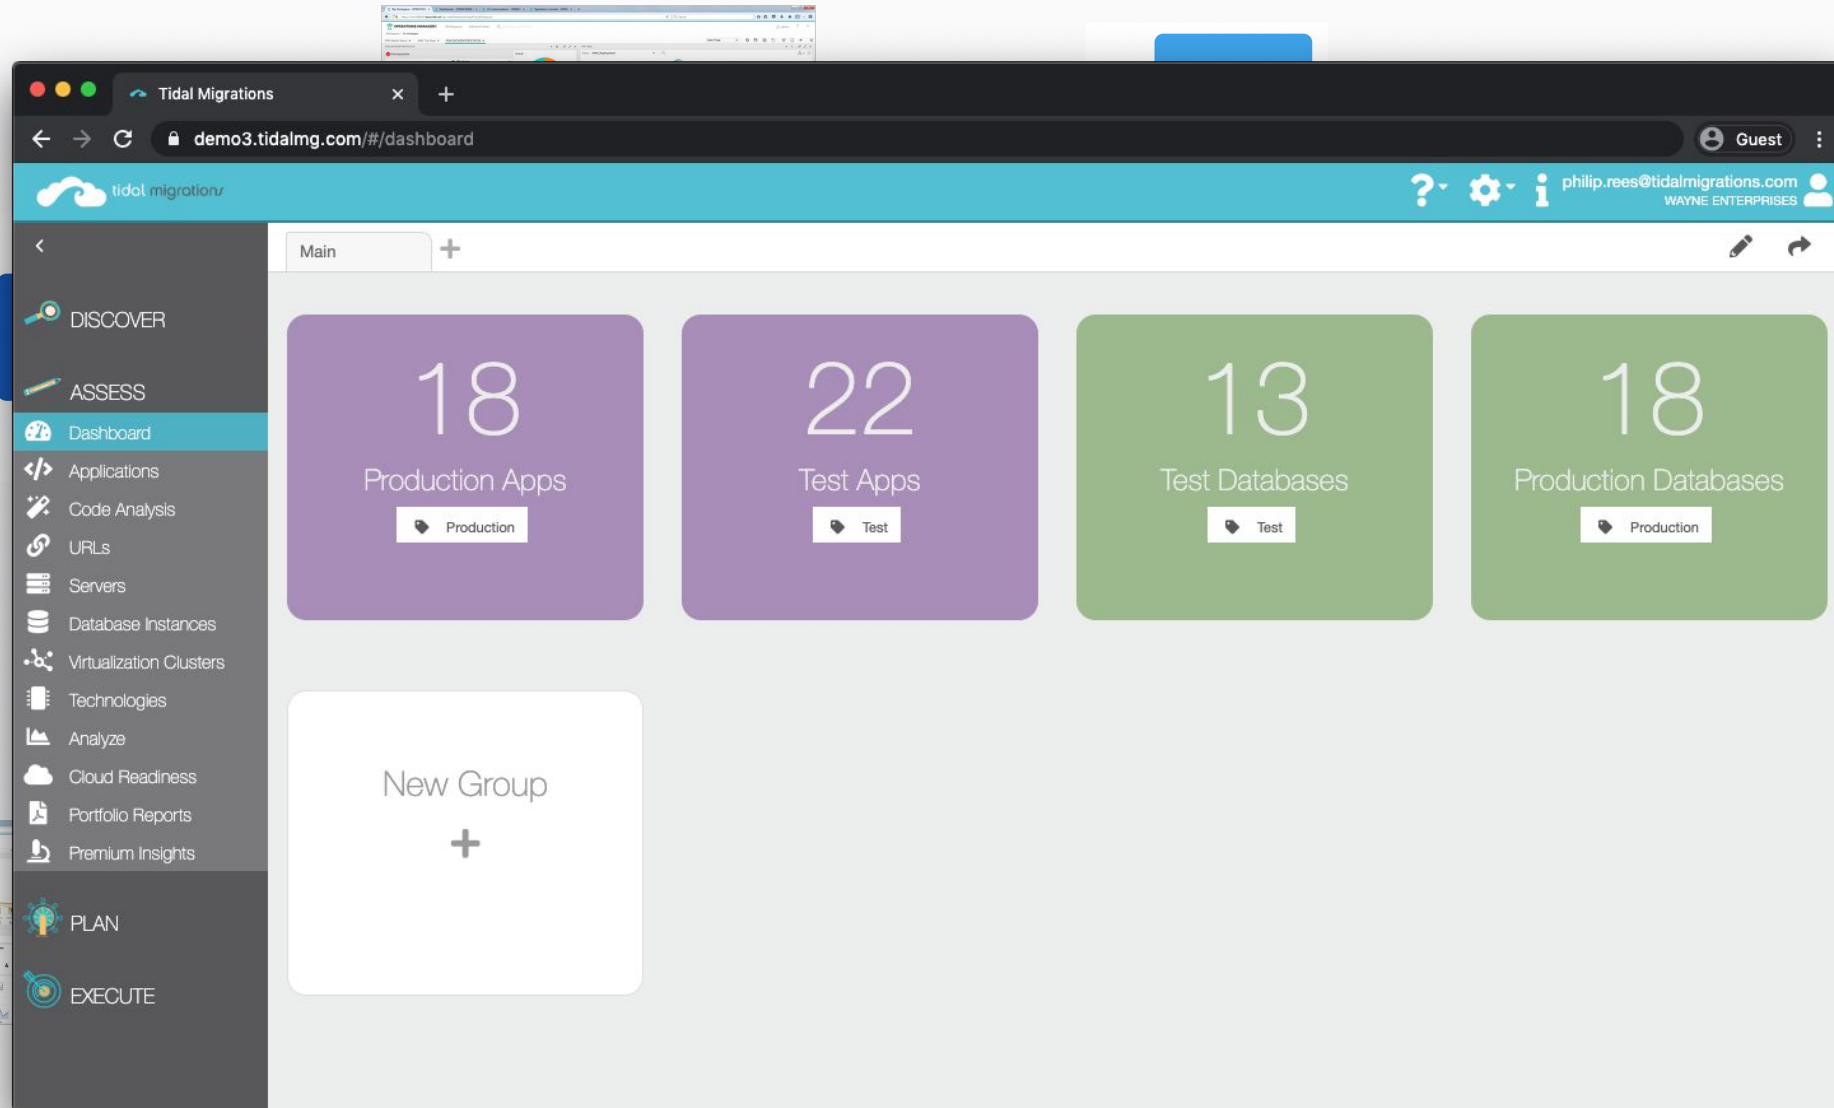 Tidal Migrations
demo3.tidalmg.com/#/dashboard
Guest
tidal migrations
philip.rees@tidalmigrations.com
WAYNE ENTERPRISES
Main
DISCOVER
ASSESS
Dashboard
Applications
Code Analysis
URLs
Servers
Database Instances
Virtualization Clusters
Technologies
Analyze
Cloud Readiness
Portfolio Reports
Premium Insights
PLAN
EXECUTE
18
Production Apps
Production
22
Test Apps
Test
13
Test Databases
Test
18
Production Databases
Production
New Group